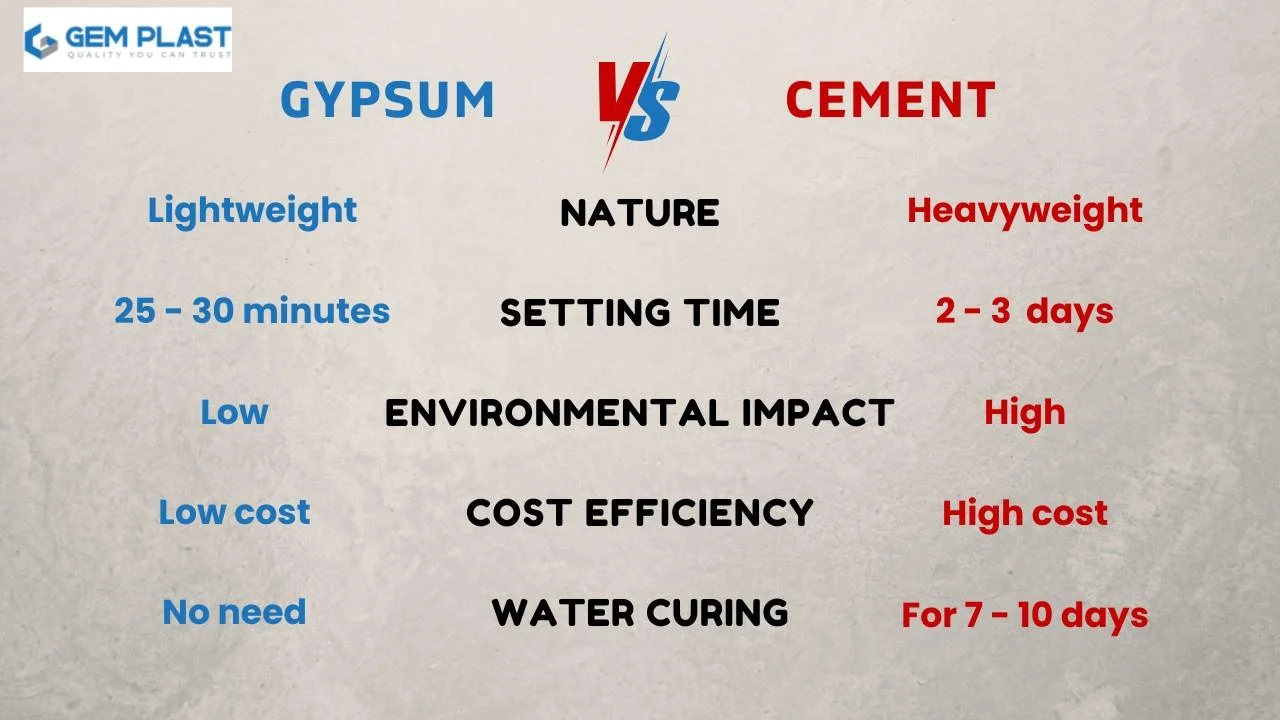 GEM PLAST
QUALITY YOU CAN TRUST
GYPSUM VS CEMENT
Lightweight NATURE Heavyweight
25 - 30 minutes SETTING TIME 2 - 3 days
Low ENVIRONMENTAL IMPACT High
Low cost COST EFFICIENCY High cost
No need WATER CURING For 7 - 10 days